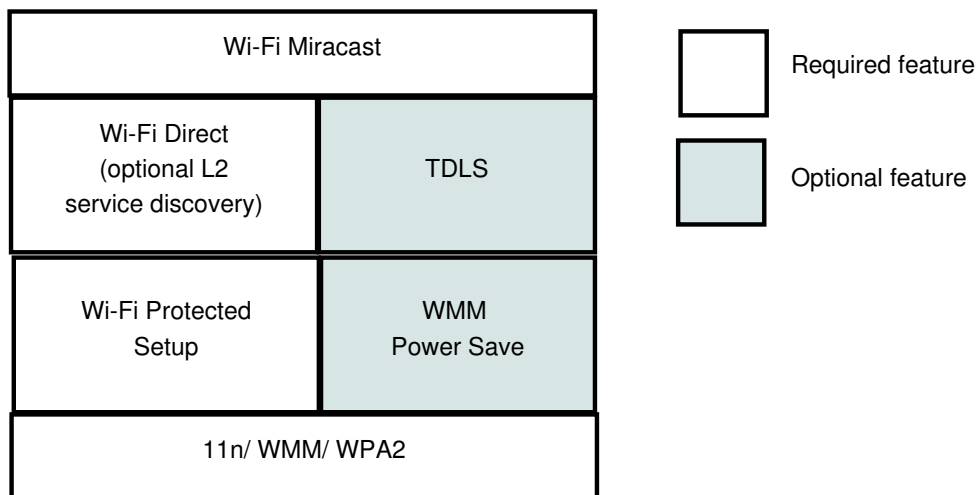 Wi-Fi Miracast
Wi-Fi Direct
(optional L2
service discovery)
TDLS
Wi-Fi Protected
Setup
WMM
Power Save
11n/ WMM/ WPA2
Required feature
Optional feature